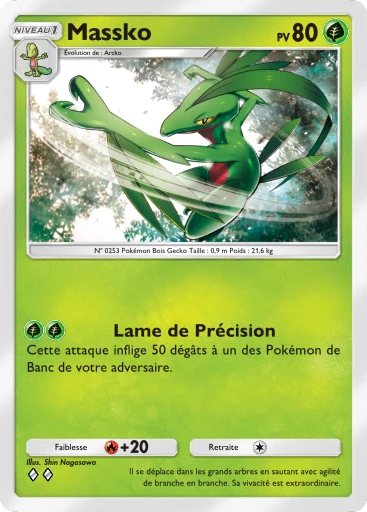 NIVEAU 1
Massko
PV 80
Évolution de : Arcko
N° 0253 Pokémon Bois Gecko Taille : 0,9 m Poids : 21,6 kg
Lame de Précision
Cette attaque inflige 50 dégâts à un des Pokémon de
Banc de votre adversaire.
Faiblesse +20 Retraite
Illus. Shin Nagasawa
Il se déplace dans les grands arbres en sautant avec agilité
de branche en branche. Sa vivacité est extraordinaire.